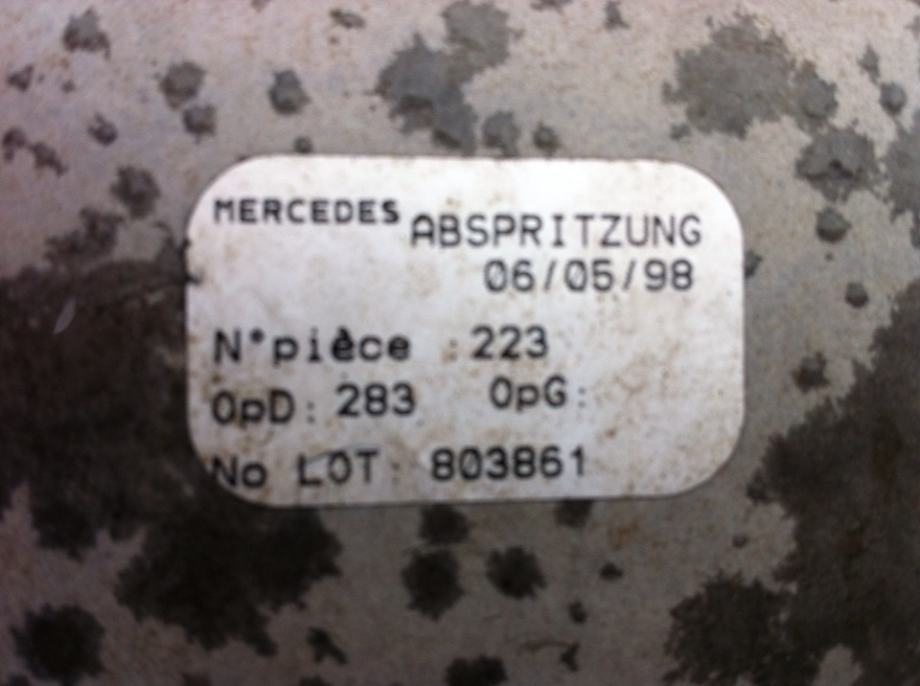 MERCEDES ABSPRITZUNG
06/05/98
N°pièce : 223
OpD: 283 OpG:
No LOT: 803861